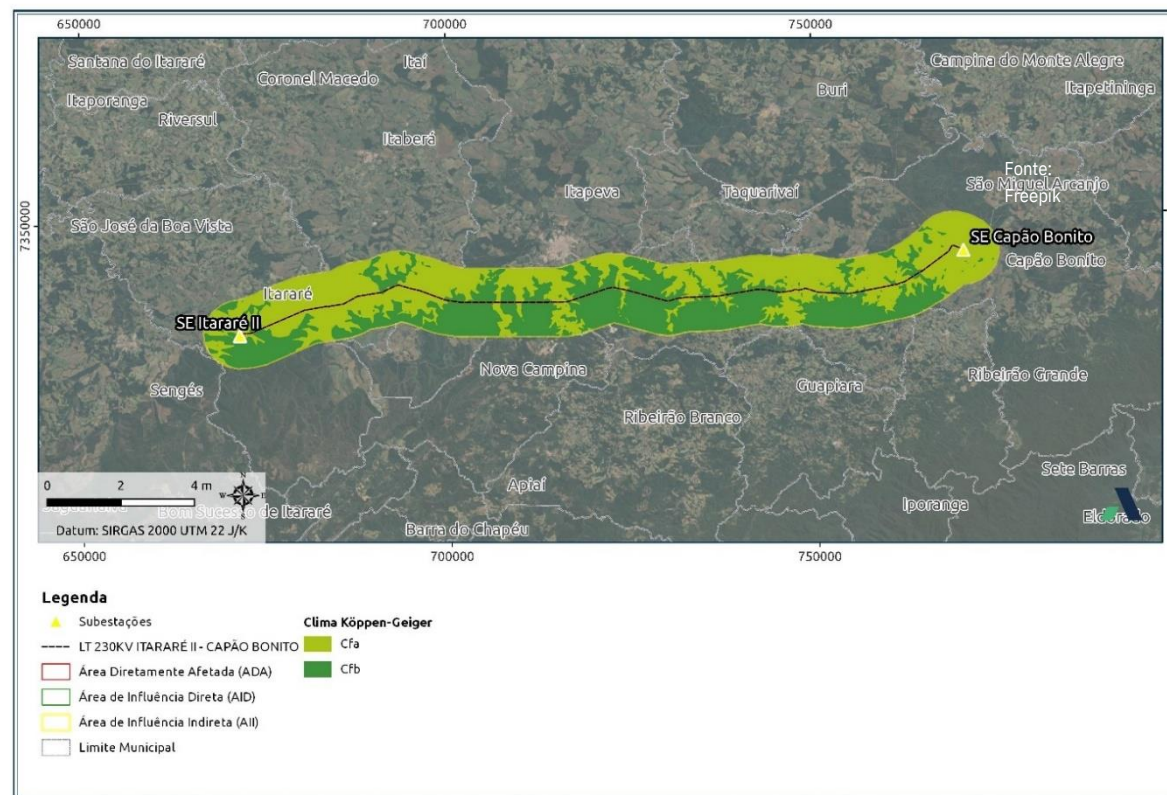 650000
700000
750000
Santana do Itararé
Coronel Macedo
Itaí
Campina do Monte Alegre
Itaporanga
Buri
Itapetininga
Riversul
Itaberá
Fonte:
Freepik
Itapeva
Taquarivaí
São Miguel Arcanjo
São José da Boa Vista
7350000
SE Capão Bonito
Capão Bonito
Itararé
SE Itararé II
Sengés
Nova Campina
Guapiara
Ribeirão Grande
Ribeirão Branco
Sete Barras
0 2 4 m
N
W E
S
Apiaí
Iporanga
Bom Sucesso de Itararé
Eldorado
Datum: SIRGAS 2000 UTM 22 J/K
Barra do Chapéu
650000
700000
750000
Legenda
Subestações
LT 230KV ITARARÉ II - CAPÃO BONITO
Área Diretamente Afetada (ADA)
Área de Influência Direta (AID)
Área de Influência Indireta (AII)
Limite Municipal
Clima Köppen-Geiger
Cfa
Cfb